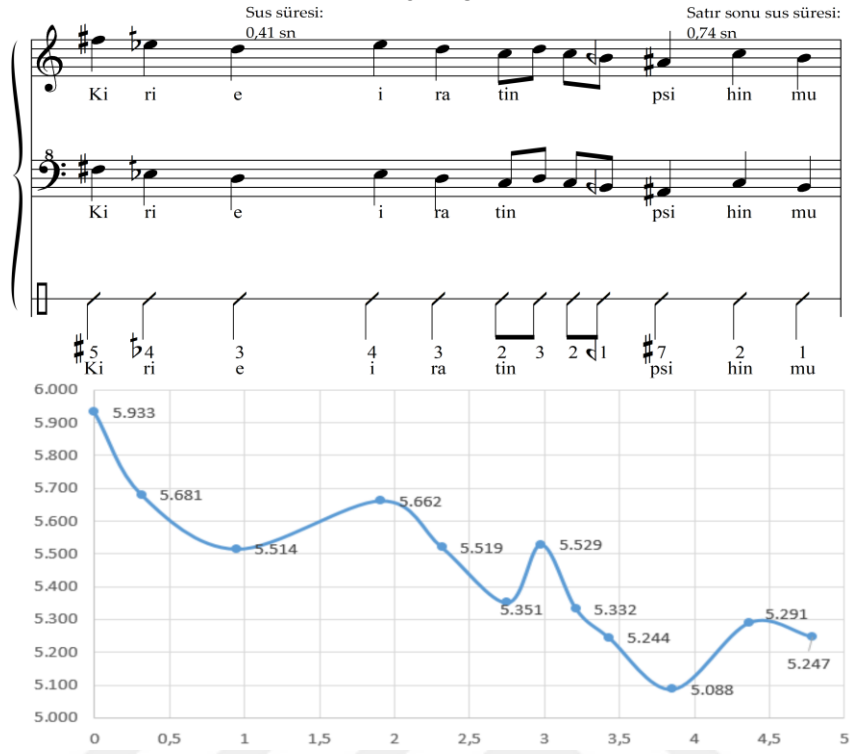 Sus süresi:
0,41 sn
Satır sonu sus süresi:
0,74 sn
Ki ri e i ra tin psi hin mu
8
Ki ri e i ra tin psi hin mu
5 4 3 4 3 2 3 2 1 7 2 1
Ki ri e i ra tin psi hin mu
6.000
5.900
5.800
5.700
5.600
5.500
5.400
5.300
5.200
5.100
5.000
5.933
5.681
5.514
5.662
5.519
5.351
5.529
5.332
5.244
5.088
5.291
5.247
0 0,5 1 1,5 2 2,5 3 3,5 4 4,5 5